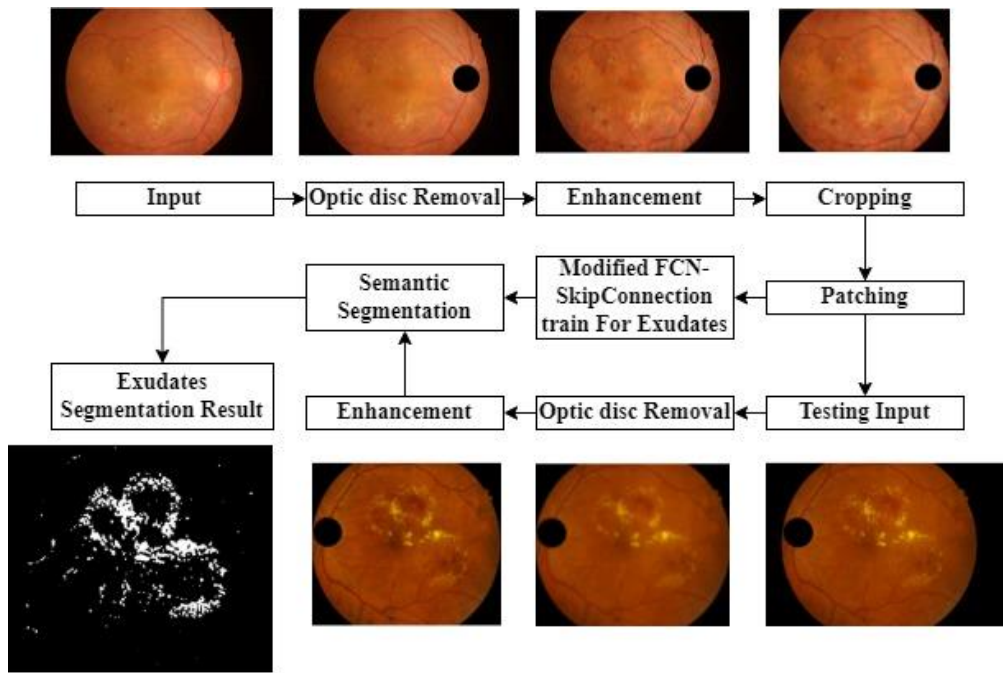 Input
Optic disc Removal
Enhancement
Cropping
Semantic
Segmentation
Modified FCN-
SkipConnection
train For Exudates
Patching
Exudates
Segmentation Result
Enhancement
Optic disc Removal
Testing Input